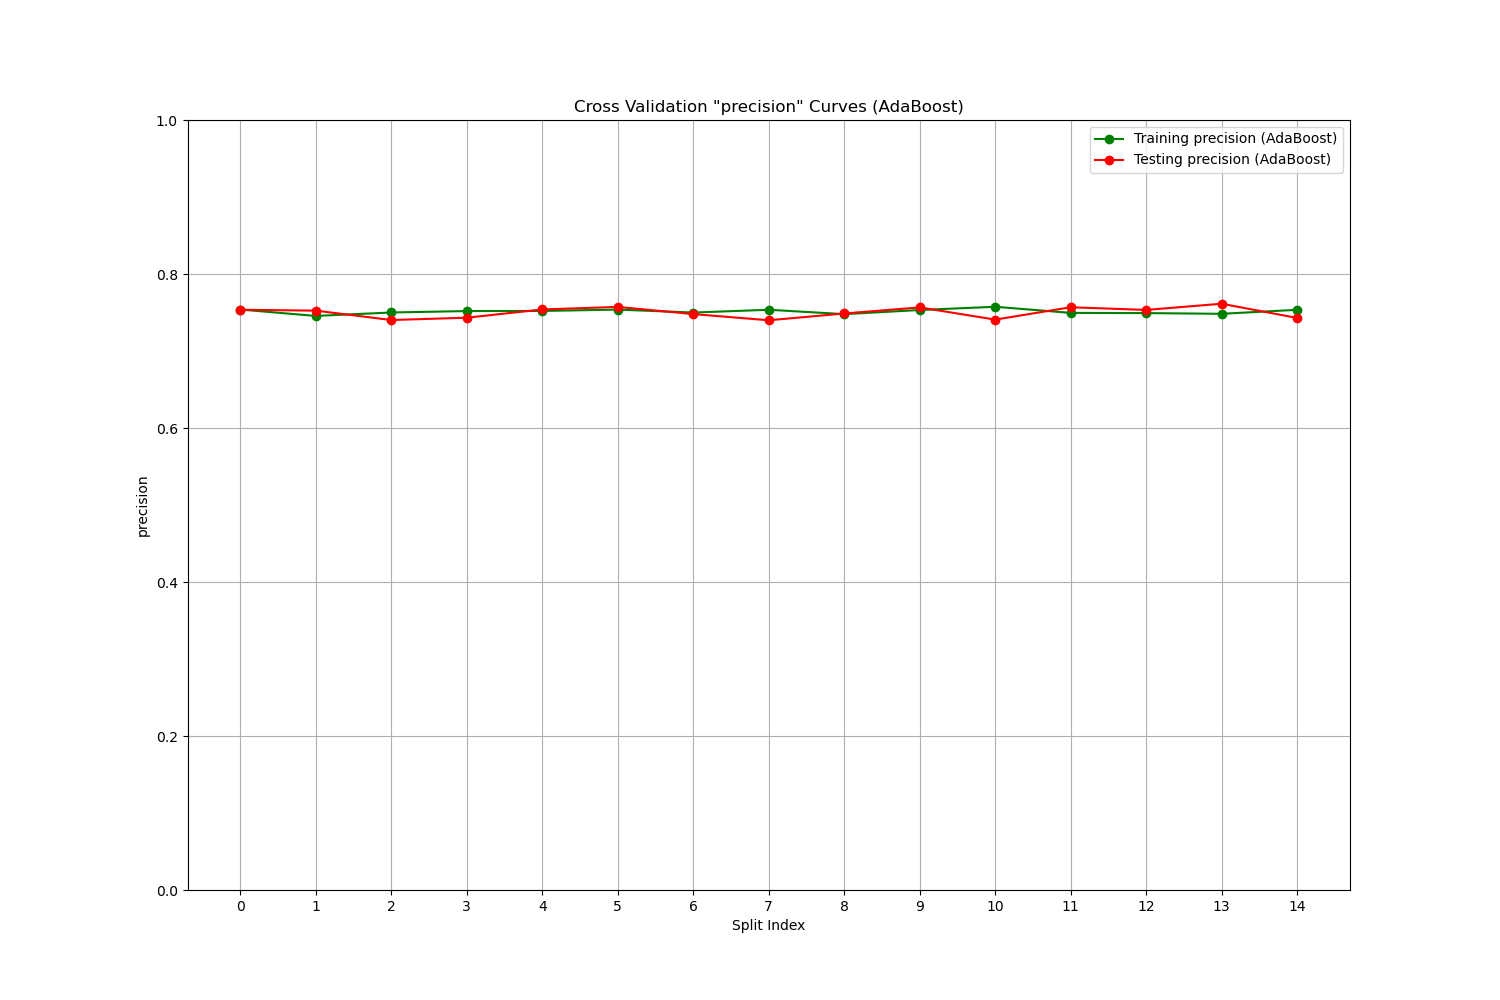 Cross Validation "precision" Curves (AdaBoost)
Training precision (AdaBoost)
Testing precision (AdaBoost)
1.0
0.8
0.6
0.4
0.2
0.0
precision
0 1 2 3 4 5 6 7 8 9 10 11 12 13 14
Split Index